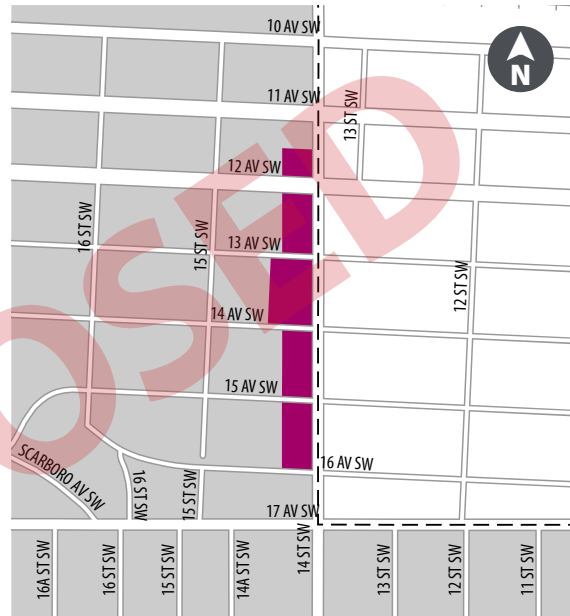 10 AV SW
N
11 AV SW
13 ST SW
12 AV SW
16 ST SW
15 ST SW
13 AV SW
12 ST SW
14 AV SW
15 AV SW
16 AV SW
SCARBORO AV SW
16 ST SW
15 ST SW
17 AV SW
14 ST SW
16A ST SW
16 ST SW
15 ST SW
14A ST SW
13 ST SW
12 ST SW
11 ST SW
OSED